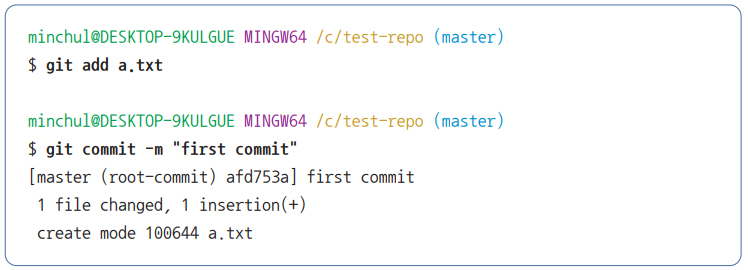 minchul@DESKTOP-9KULGUE MINGW64 /c/test-repo (master)
$ git add a.txt
minchul@DESKTOP-9KULGUE MINGW64 /c/test-repo (master)
$ git commit -m "first commit"
[master (root-commit) afd753a] first commit
 1 file changed, 1 insertion(+)
 create mode 100644 a.txt